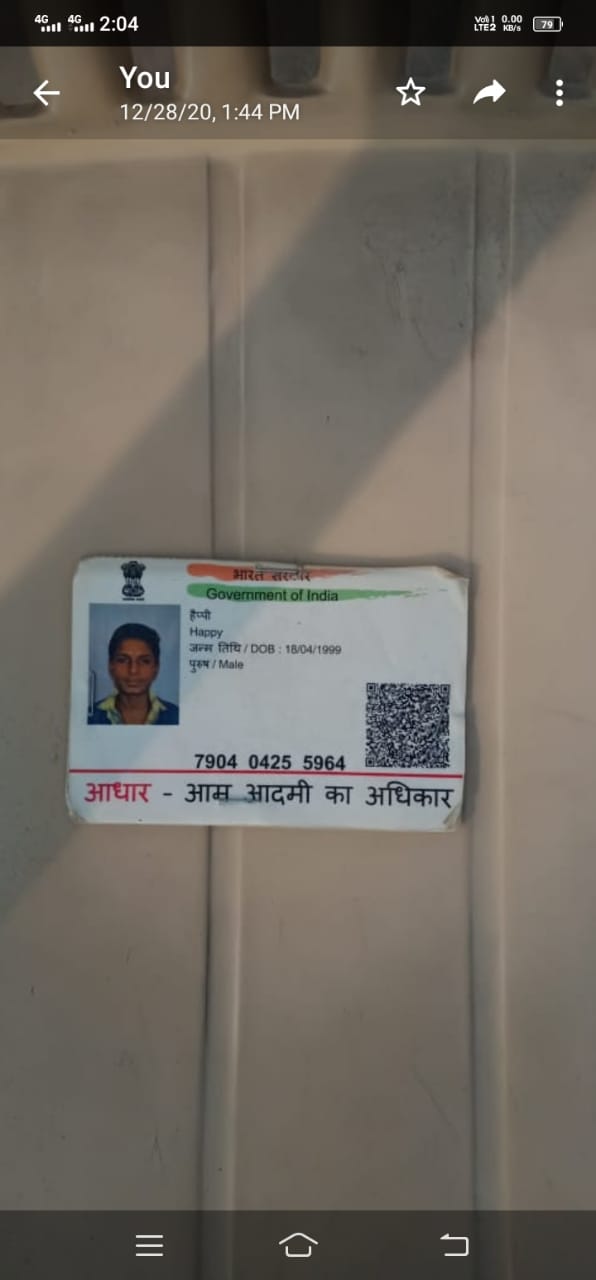 4G 4G 2:04 Vo)) 1 0.00
LTE2 KB/s 79
You
12/28/20, 1:44 PM
भारत सरकार
Government of India
हैप्पी
Happy
जन्म तिथि / DOB : 18/04/1999
पुरुष / Male
7904 0425 5964
आधार - आम आदमी का अधिकार